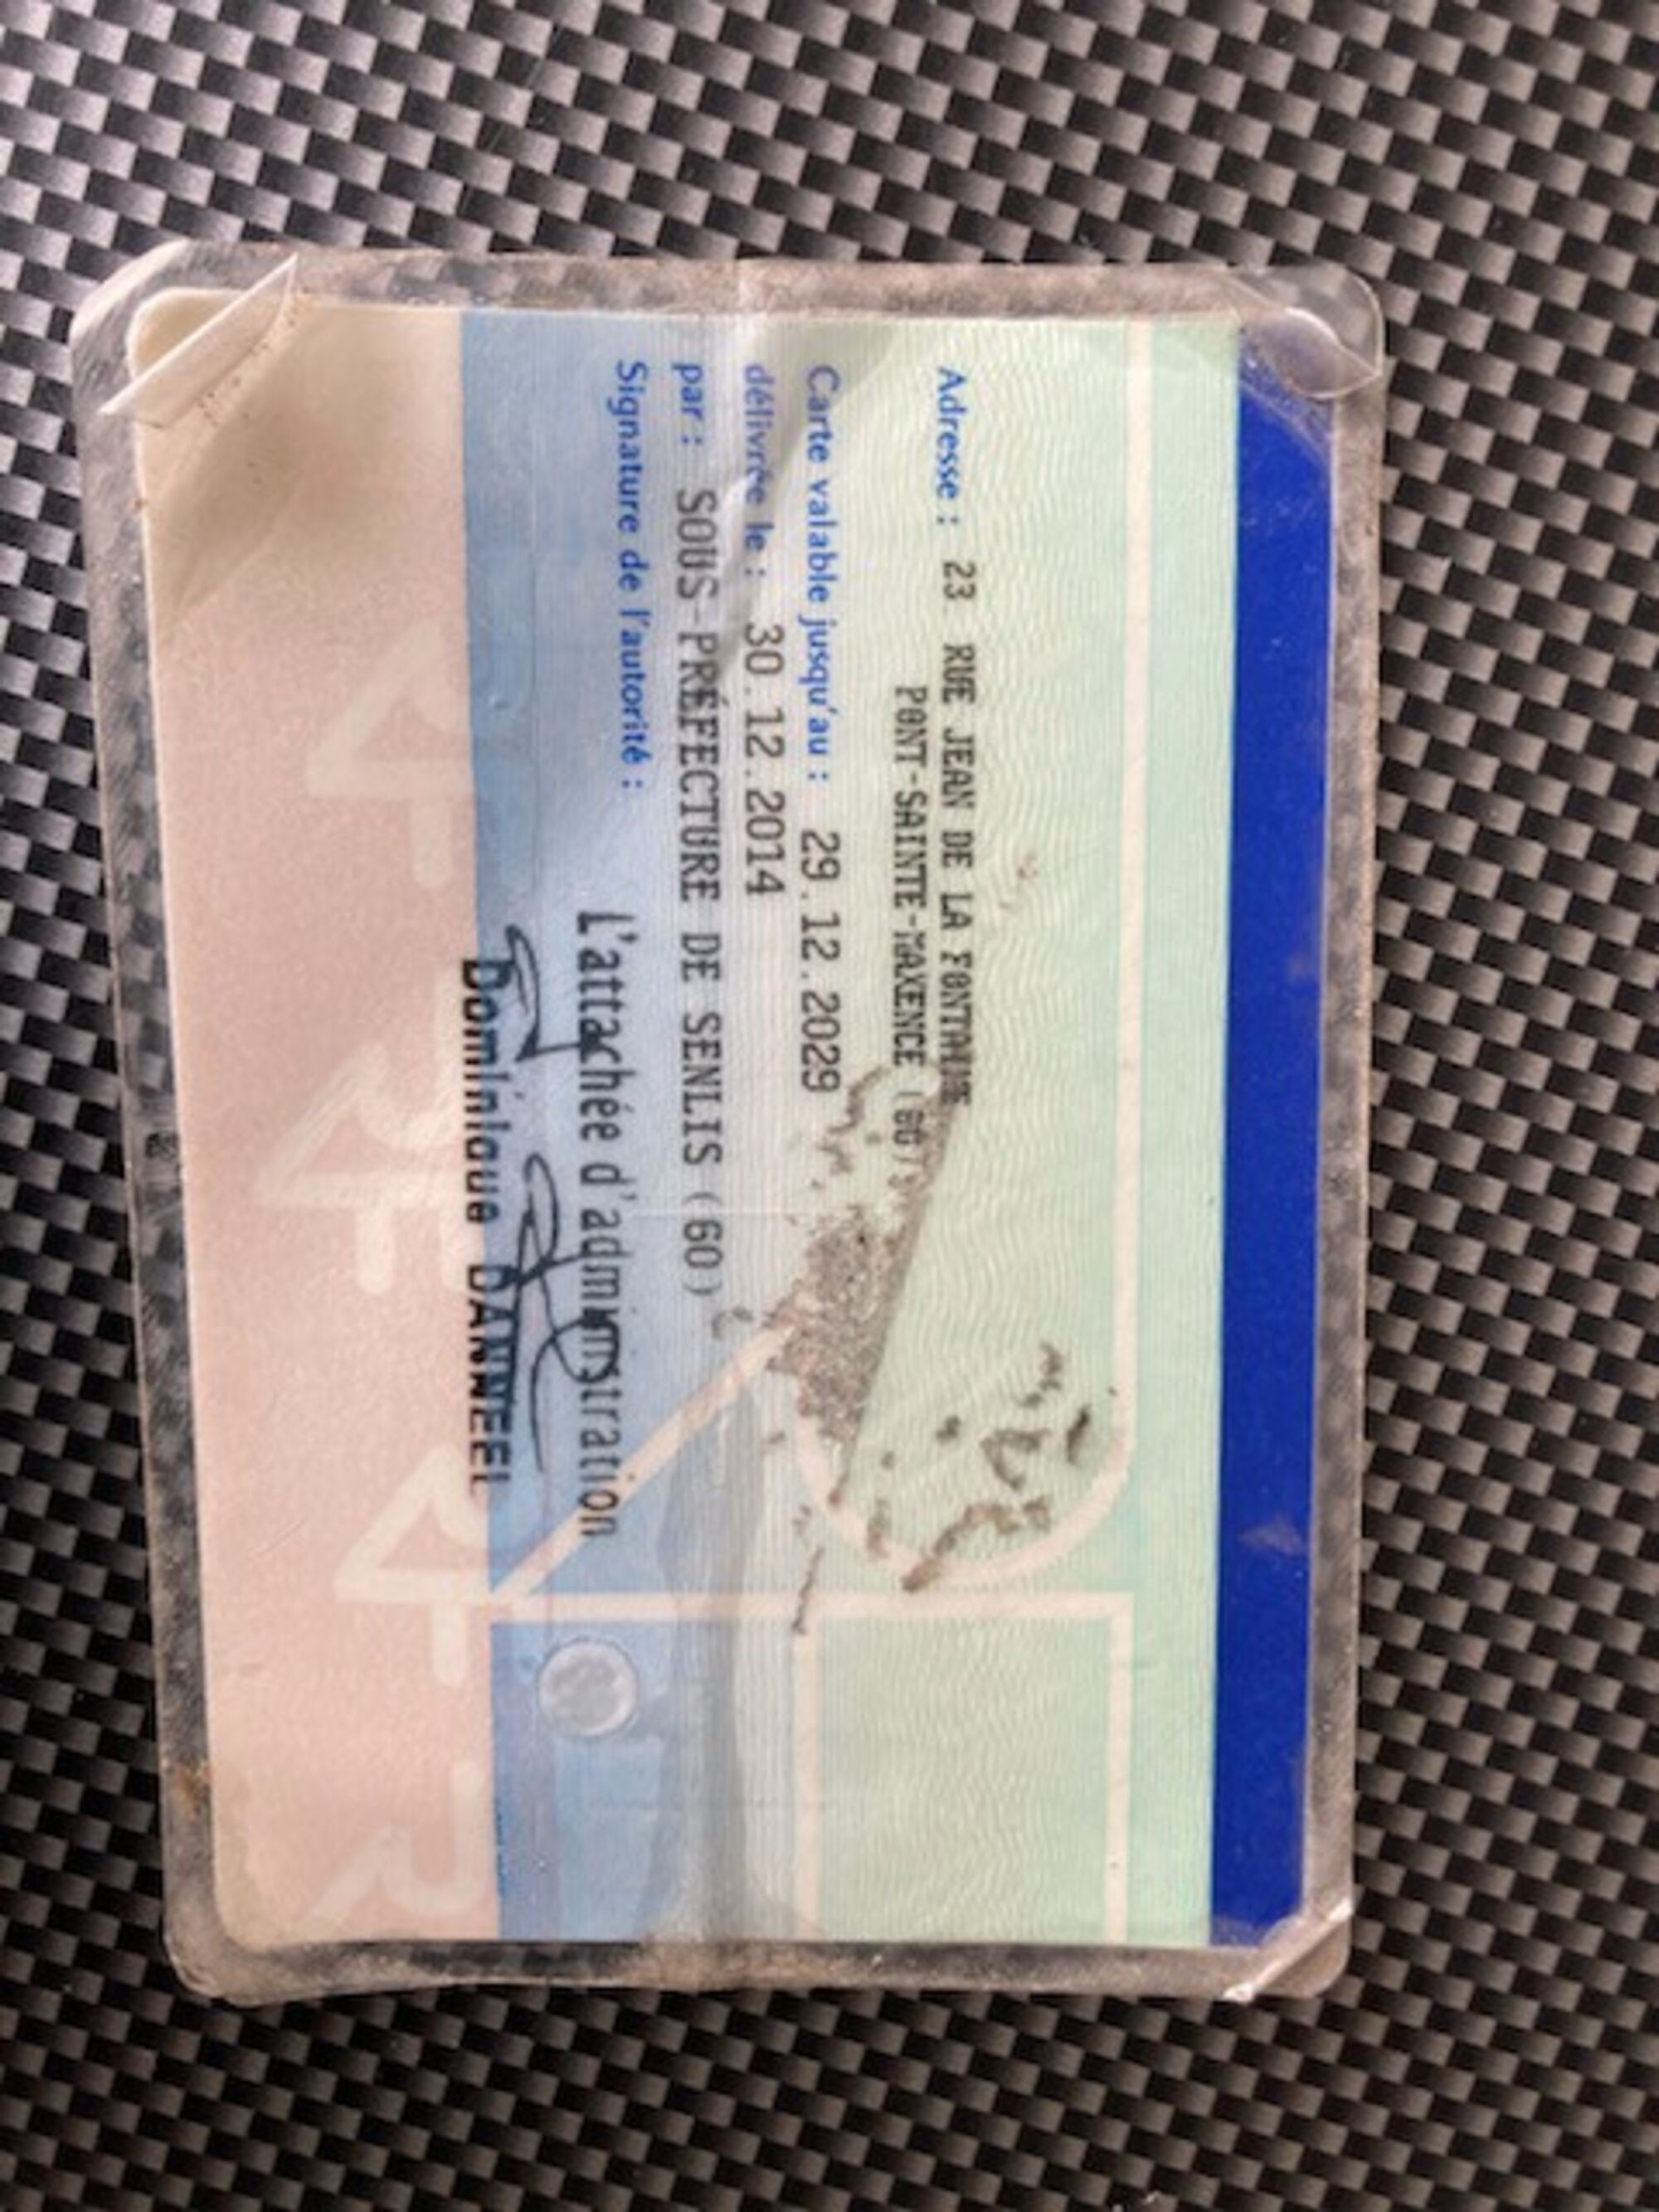 Adresse : 23 RUE JEAN DE LA FONTAINE
PONT-SAINTE-MAXENCE (60)
Carte valable jusqu'au : 29.12.2029
délivrée le : 30.12.2014
par : SOUS-PRÉFECTURE DE SENLIS (60)
Signature de l'autorité :
L'attachée d'administration
Dominique DANNEEL
RF